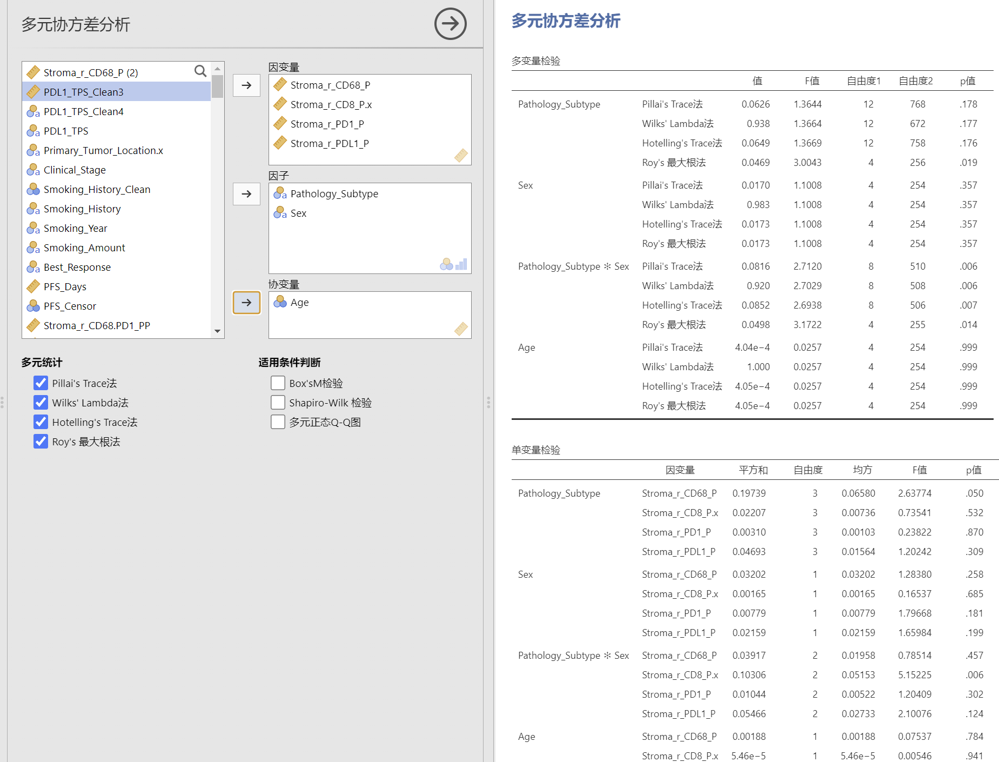 多元协方差分析
Stroma_r_CD68_P (2)
PDL1_TPS_Clean3
PDL1_TPS_Clean4
PDL1_TPS
Primary_Tumor_Location.x
Clinical_Stage
Smoking_History_Clean
Smoking_History
Smoking_Year
Smoking_Amount
Best_Response
PFS_Days
PFS_Censor
Stroma_r_CD68.PD1_PP
因变量
Stroma_r_CD68_P
Stroma_r_CD8_P.x
Stroma_r_PD1_P
Stroma_r_PDL1_P
因子
Pathology_Subtype
Sex
协变量
Age
多元统计
Pillai's Trace法
Wilks' Lambda法
Hotelling's Trace法
Roy's 最大根法
适用条件判断
Box'sM检验
Shapiro-Wilk 检验
多元正态Q-Q图
多元协方差分析
多变量检验
值 F值 自由度1 自由度2 p值
Pathology_Subtype Pillai's Trace法 0.0626 1.3644 12 768 .178
Wilks' Lambda法 0.938 1.3664 12 672 .177
Hotelling's Trace法 0.0649 1.3669 12 758 .176
Roy's 最大根法 0.0469 3.0043 4 256 .019
Sex Pillai's Trace法 0.0170 1.1008 4 254 .357
Wilks' Lambda法 0.983 1.1008 4 254 .357
Hotelling's Trace法 0.0173 1.1008 4 254 .357
Roy's 最大根法 0.0173 1.1008 4 254 .357
Pathology_Subtype ✻ Sex Pillai's Trace法 0.0816 2.7120 8 510 .006
Wilks' Lambda法 0.920 2.7029 8 508 .006
Hotelling's Trace法 0.0852 2.6938 8 506 .007
Roy's 最大根法 0.0498 3.1722 4 255 .014
Age Pillai's Trace法 4.04e−4 0.0257 4 254 .999
Wilks' Lambda法 1.000 0.0257 4 254 .999
Hotelling's Trace法 4.05e−4 0.0257 4 254 .999
Roy's 最大根法 4.05e−4 0.0257 4 254 .999
单变量检验
因变量 平方和 自由度 均方 F值 p值
Pathology_Subtype Stroma_r_CD68_P 0.19739 3 0.06580 2.63774 .050
Stroma_r_CD8_P.x 0.02207 3 0.00736 0.73541 .532
Stroma_r_PD1_P 0.00310 3 0.00103 0.23822 .870
Stroma_r_PDL1_P 0.04693 3 0.01564 1.20242 .309
Sex Stroma_r_CD68_P 0.03202 1 0.03202 1.28380 .258
Stroma_r_CD8_P.x 0.00165 1 0.00165 0.16537 .685
Stroma_r_PD1_P 0.00779 1 0.00779 1.79668 .181
Stroma_r_PDL1_P 0.02159 1 0.02159 1.65984 .199
Pathology_Subtype ✻ Sex Stroma_r_CD68_P 0.03917 2 0.01958 0.78514 .457
Stroma_r_CD8_P.x 0.10306 2 0.05153 5.15225 .006
Stroma_r_PD1_P 0.01044 2 0.00522 1.20409 .302
Stroma_r_PDL1_P 0.05466 2 0.02733 2.10076 .124
Age Stroma_r_CD68_P 0.00188 1 0.00188 0.07537 .784
Stroma_r_CD8_P.x 5.46e−5 1 5.46e−5 0.00546 .941